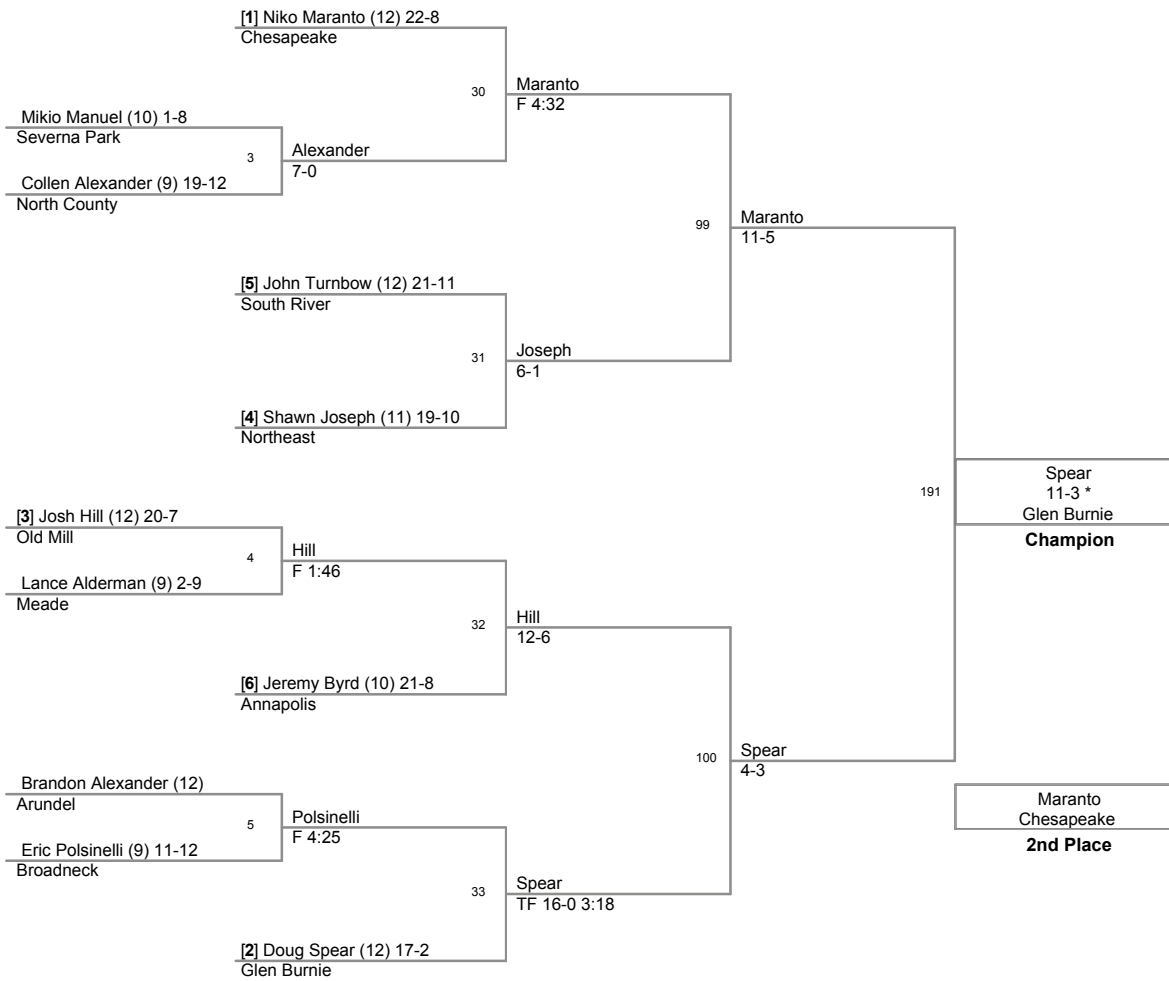 [1] Niko Maranto (12) 22-8
Chesapeake
30
Maranto
F 4:32
Mikio Manuel (10) 1-8
Severna Park
3
Alexander
7-0
Collen Alexander (9) 19-12
North County
99
Maranto
11-5
[5] John Turnbow (12) 21-11
South River
31
Joseph
6-1
[4] Shawn Joseph (11) 19-10
Northeast
191
Spear
11-3 *
Glen Burnie
Champion
[3] Josh Hill (12) 20-7
Old Mill
4
Hill
F 1:46
Lance Alderman (9) 2-9
Meade
32
Hill
12-6
[6] Jeremy Byrd (10) 21-8
Annapolis
100
Spear
4-3
Brandon Alexander (12)
Arundel
5
Polsinelli
F 4:25
Eric Polsinelli (9) 11-12
Broadneck
33
Spear
TF 16-0 3:18
[2] Doug Spear (12) 17-2
Glen Burnie
Maranto
Chesapeake
2nd Place